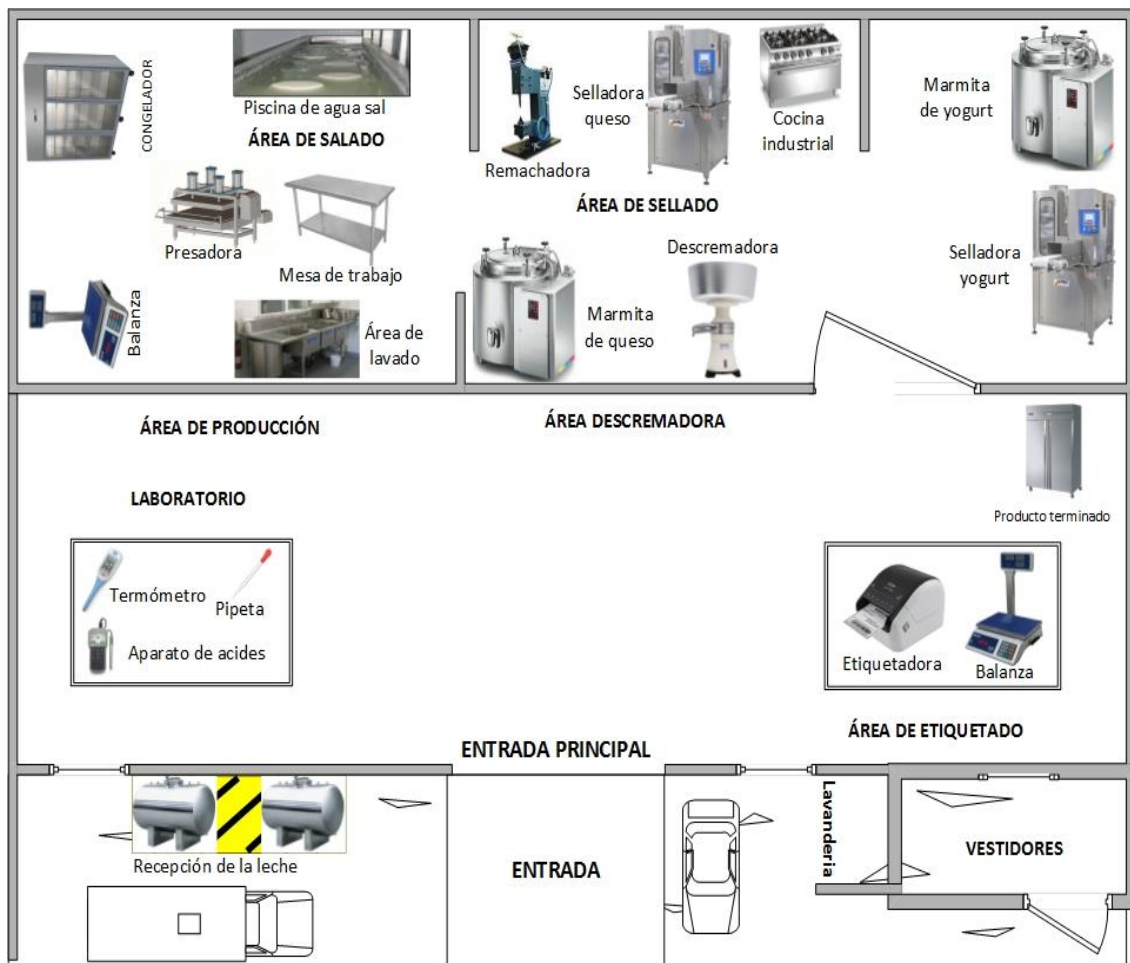 CONGELADOR
Piscina de agua sal
ÁREA DE SALADO
Presadora
Mesa de trabajo
Balanza
Área de
lavado
Remachadora
Selladora
queso
Cocina
industrial
ÁREA DE SELLADO
Descremadora
Marmita
de queso
Marmita
de yogurt
Selladora
yogurt
ÁREA DE PRODUCCIÓN
ÁREA DESCREMADORA
LABORATORIO
Producto terminado
Termómetro
Pipeta
Aparato de acides
Etiquetadora
Balanza
ÁREA DE ETIQUETADO
ENTRADA PRINCIPAL
Recepción de la leche
ENTRADA
Lavanderia
VESTIDORES